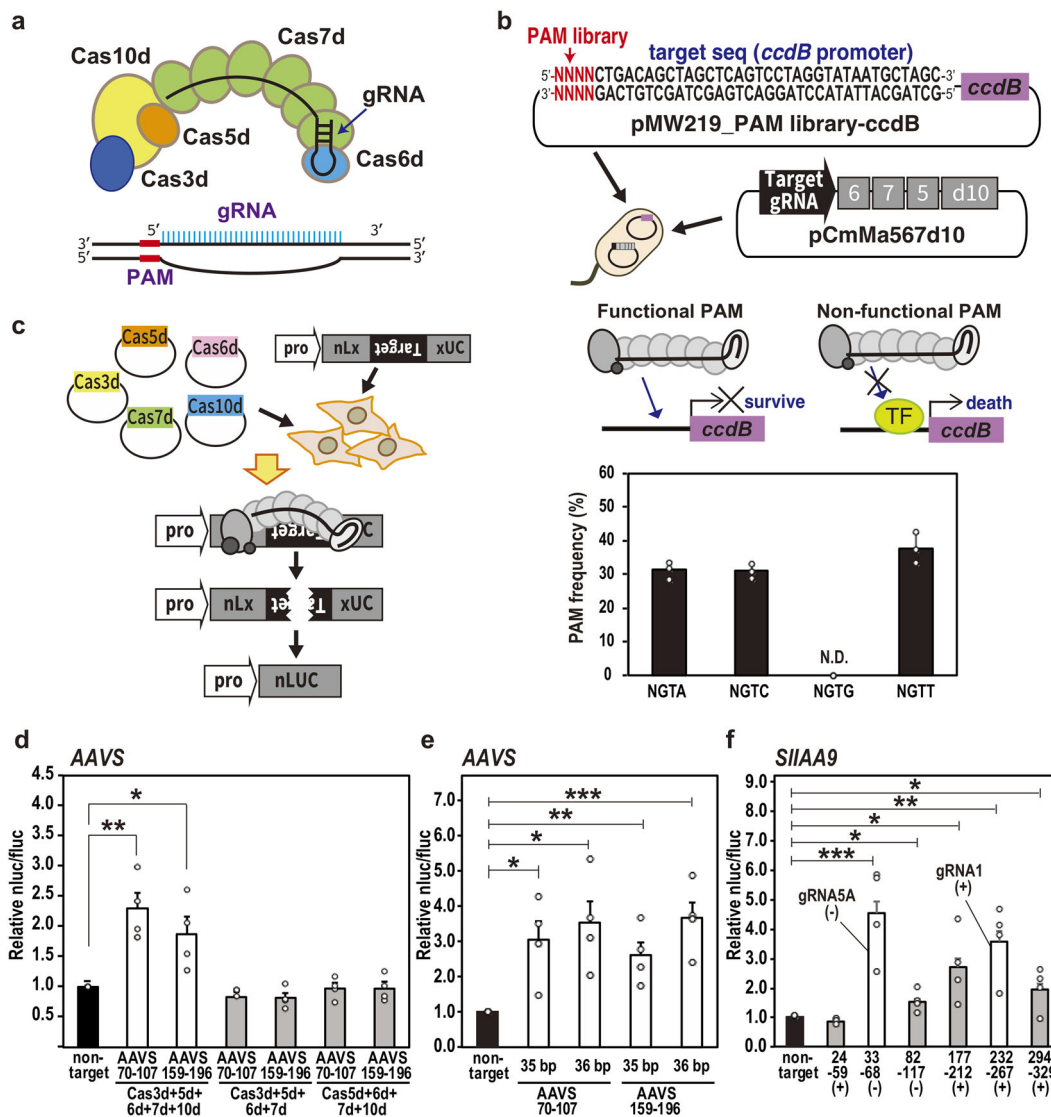 a
Cas10d
Cas7d
gRNA
Cas5d
Cas6d
Cas3d
gRNA
5′
3′
3′
5′
5′
3′
PAM
b
PAM library
target seq (ccdB promoter)
5′-NNNNCTGACAGCTAGCTCAGTCCTAGGTATAATGCTAGC-3′
3′-NNNNGACTGTCGATCGAGTCAGGATCCATATTACGATCG-5′
ccdB
pMW219_PAM library-ccdB
Target
gRNA
6 7 5 d10
pCmMa567d10
Functional PAM
Non-functional PAM
survive
ccdB
TF
death
ccdB
PAM frequency (%)
60
50
40
30
20
10
0
N.D.
NGTA NGTC NGTG NGTT
c
Cas5d
Cas6d
Cas3d
Cas7d
Cas10d
pro nLx Target xUC
pro Target UC
pro nLx Target xUC
pro nLUC
d
AAVS
Relative nluc/fluc
4.5
4.0
3.5
3.0
2.5
2.0
1.5
1.0
0.5
*
**
non-
target
AAVS
70-107
AAVS
159-196
AAVS
70-107
AAVS
159-196
AAVS
70-107
AAVS
159-196
Cas3d+5d+
6d+7d+10d
Cas3d+5d+
6d+7d
Cas5d+6d+
7d+10d
e
AAVS
Relative nluc/fluc
7.0
6.0
5.0
4.0
3.0
2.0
1.0
0
***
**
*
*
non-
target
35 bp 36 bp 35 bp 36 bp
AAVS
70-107
AAVS
159-196
f
SlIAA9
Relative nluc/fluc
9.0
8.0
7.0
6.0
5.0
4.0
3.0
2.0
1.0
0
*
**
*
*
***
gRNA5A
(-)
gRNA1
(+)
non-
target
24
-59
(+)
33
-68
(-)
82
-117
(-)
177
-212
(+)
232
-267
(+)
294
-329
(+)